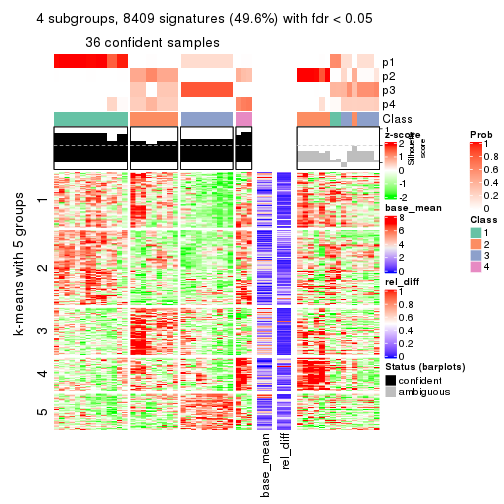 4 subgroups, 8409 signatures (49.6%) with fdr < 0.05
36 confident samples
p1
p2
p3
p4
Class
1
Silhouette
score
z-score
2
1
0
-1
-2
base_mean
8
6
4
2
0
rel_diff
1
0.8
0.6
0.4
0.2
0
Status (barplots)
confident
ambiguous
Prob
1
0.8
0.6
0.4
0.2
0
Class
1
2
3
4
k-means with 5 groups
1
2
3
4
5
base_mean
rel_diff